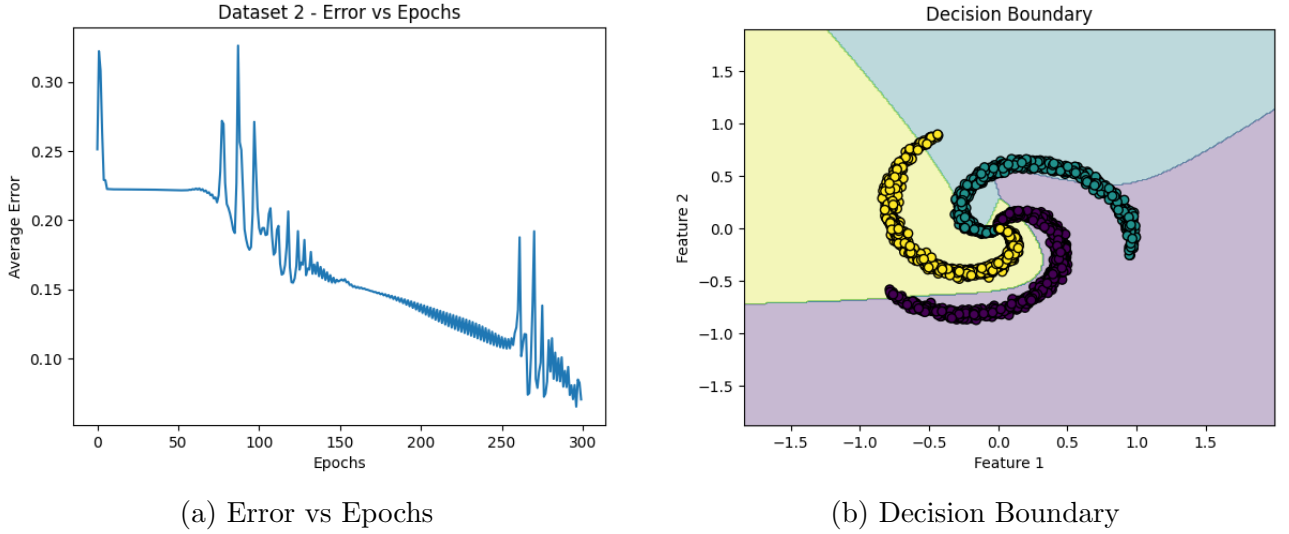 Dataset 2 - Error vs Epochs
0.30
0.25
0.20
0.15
0.10
Average Error
0 50 100 150 200 250 300
Epochs
(a) Error vs Epochs
Decision Boundary
1.5
1.0
0.5
0.0
−0.5
−1.0
−1.5
Feature 2
−1.5 −1.0 −0.5 0.0 0.5 1.0 1.5
Feature 1
(b) Decision Boundary